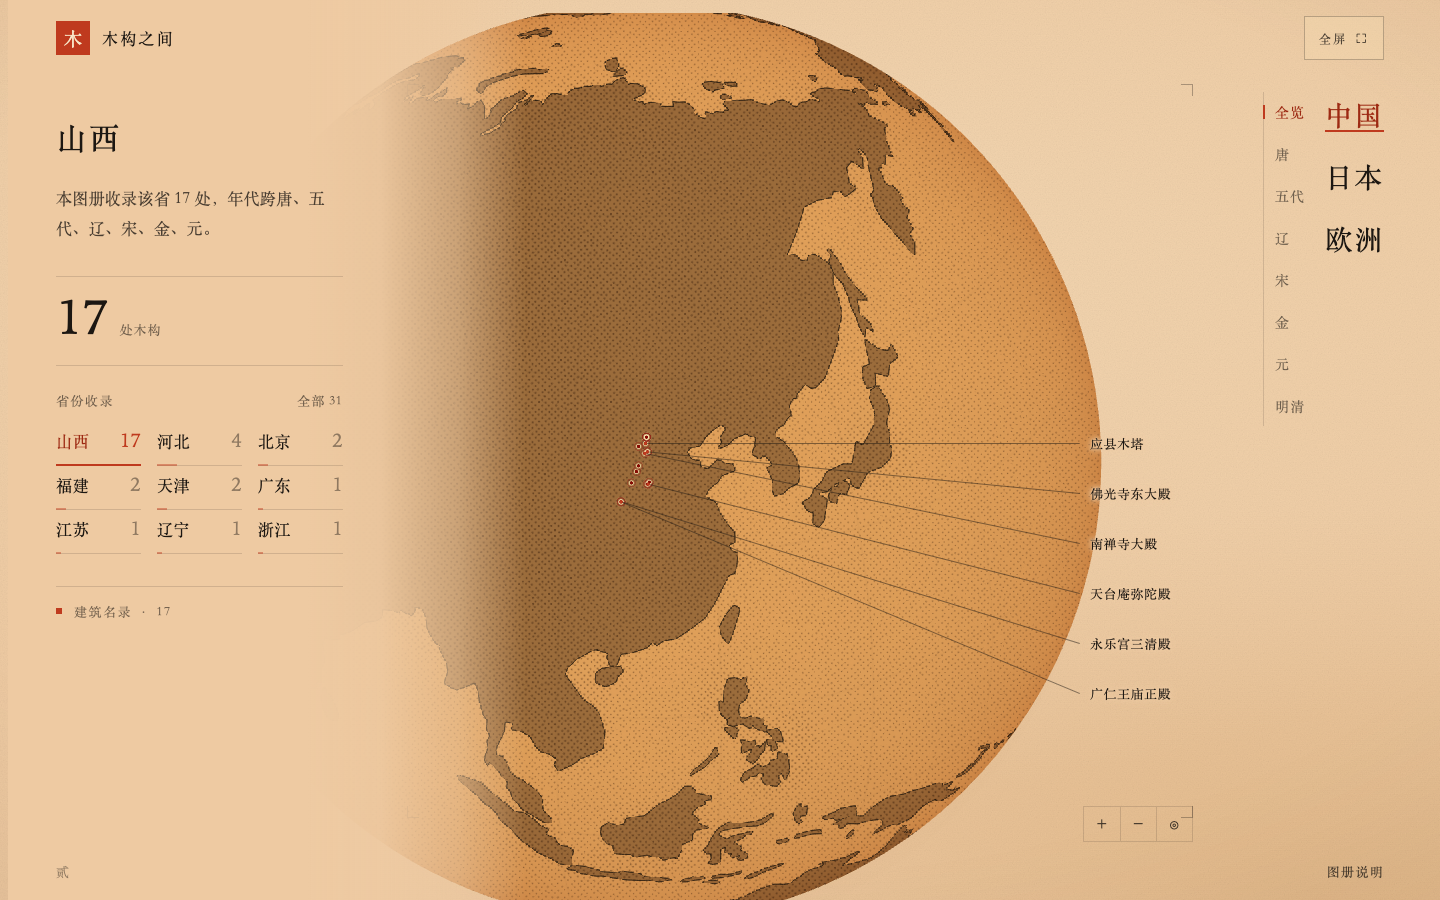 木 木构之间
全屏
山西
本图册收录该省 17 处，年代跨唐、五
代、辽、宋、金、元。
17 处木构
省份收录 全部 31
山西 17 河北 4 北京 2
福建 2 天津 2 广东 1
江苏 1 辽宁 1 浙江 1
建筑名录 · 17
贰
应县木塔
佛光寺东大殿
南禅寺大殿
天台庵弥陀殿
永乐宫三清殿
广仁王庙正殿
全览
唐
五代
辽
宋
金
元
明清
中国
日本
欧洲
+ − ◎
图册说明